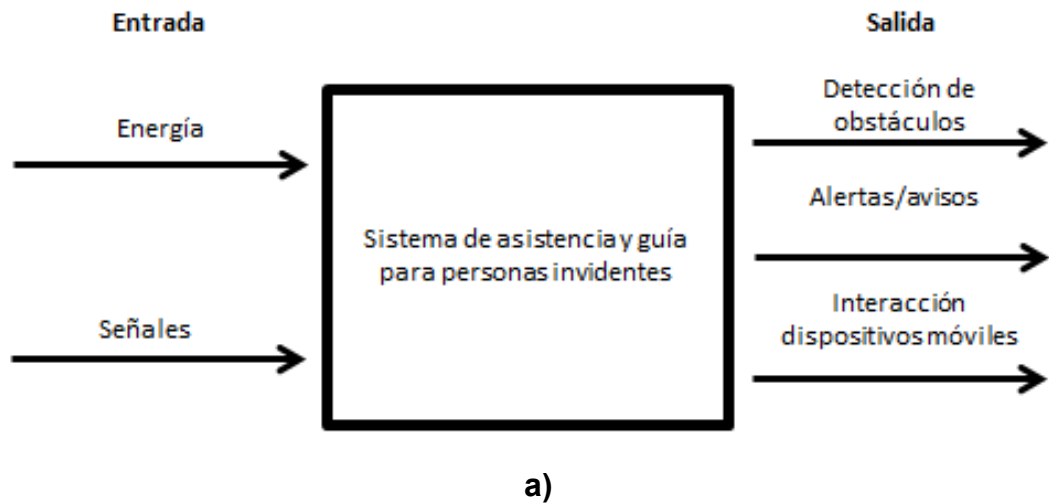 Entrada
Salida
Energía
Señales
Sistema de asistencia y guía
para personas invidentes
Detección de
obstáculos
Alertas/avisos
Interacción
dispositivos móviles
a)